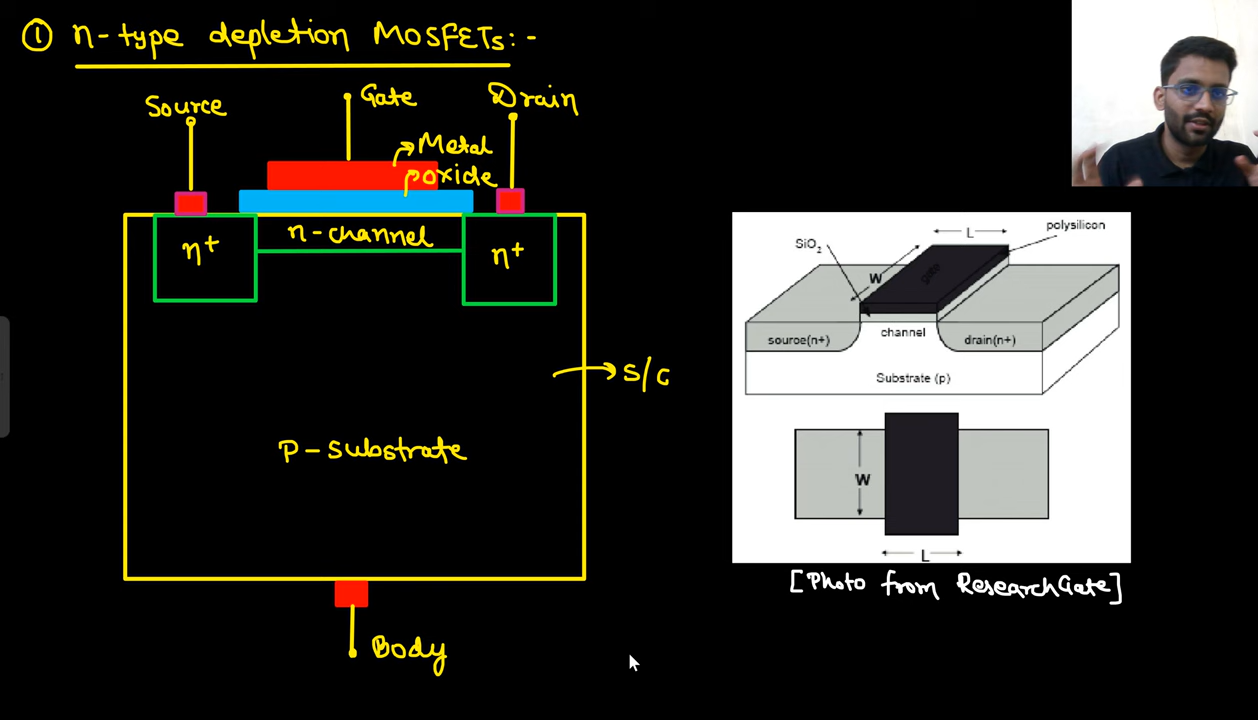 ① n-type depletion MOSFETs:-
Source
Gate
Drain
Metal
oxide
n+
n-channel
n+
S/C
P-substrate
Body
L
polysilicon
SiO2
W
gate
channel
source(n+)
drain(n+)
Substrate (p)
W
L
[Photo from ResearchGate]